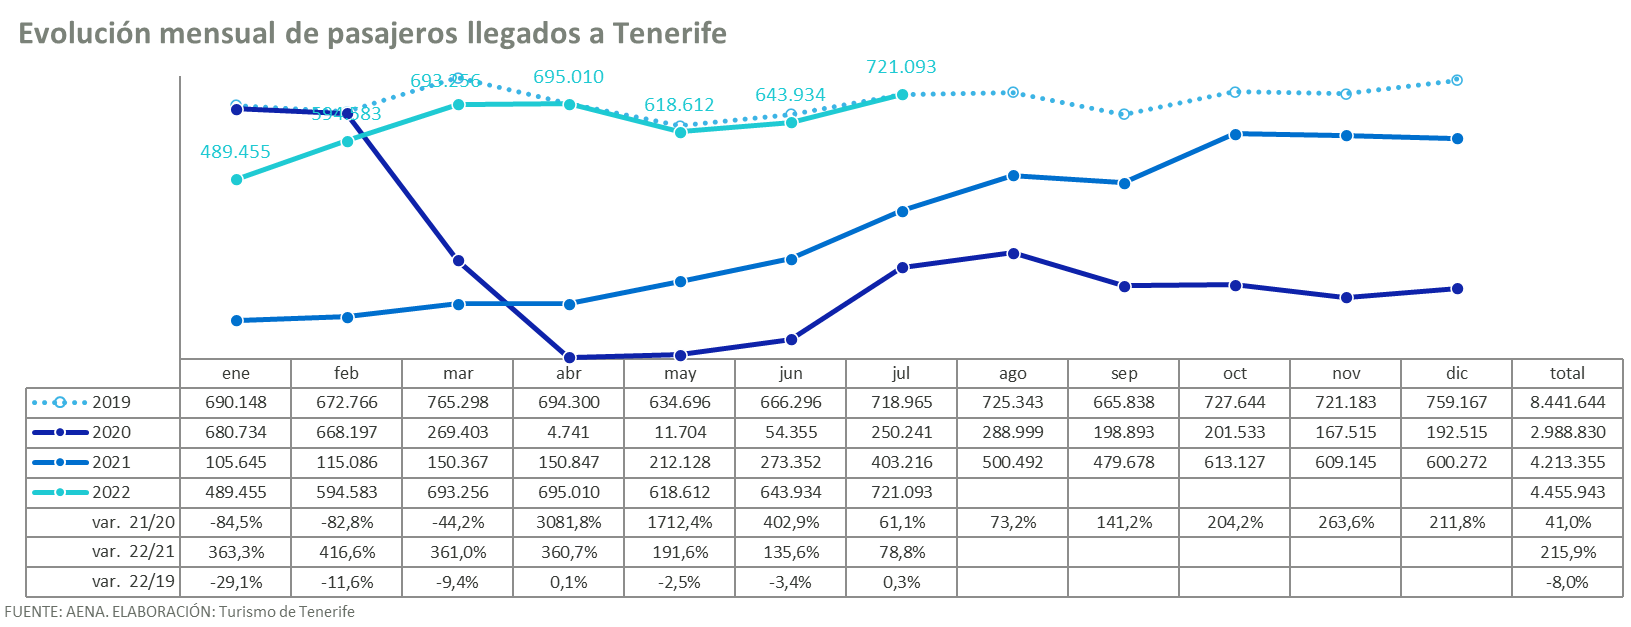 Evolución mensual de pasajeros llegados a Tenerife
489.455 594.583 693.256 695.010 618.612 643.934 721.093
ene feb mar abr may jun jul ago sep oct nov dic total
2019 690.148 672.766 765.298 694.300 634.696 666.296 718.965 725.343 665.838 727.644 721.183 759.167 8.441.644
2020 680.734 668.197 269.403 4.741 11.704 54.355 250.241 288.999 198.893 201.533 167.515 192.515 2.988.830
2021 105.645 115.086 150.367 150.847 212.128 273.352 403.216 500.492 479.678 613.127 609.145 600.272 4.213.355
2022 489.455 594.583 693.256 695.010 618.612 643.934 721.093 4.455.943
var. 21/20 -84,5% -82,8% -44,2% 3081,8% 1712,4% 402,9% 61,1% 73,2% 141,2% 204,2% 263,6% 211,8% 41,0%
var. 22/21 363,3% 416,6% 361,0% 360,7% 191,6% 135,6% 78,8% 215,9%
var. 22/19 -29,1% -11,6% -9,4% 0,1% -2,5% -3,4% 0,3% -8,0%
FUENTE: AENA. ELABORACIÓN: Turismo de Tenerife